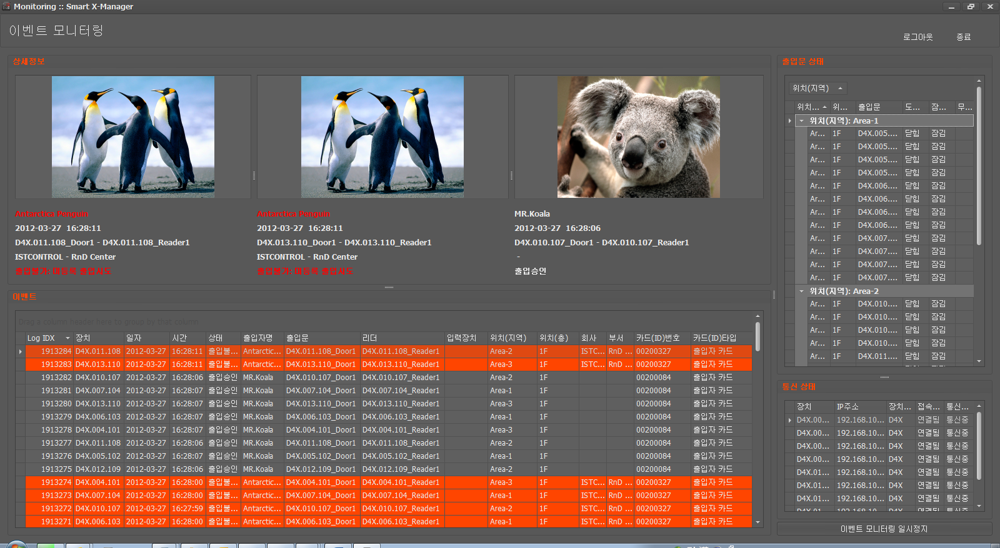 Monitoring :: Smart X-Manager
이벤트 모니터링
로그아웃 종료
상세정보
Antarctica Penguin
2012-03-27 16:28:11
D4X.011.108_Door1 - D4X.011.108_Reader1
ISTCONTROL - RnD Center
출입불가: 미등록 출입시도
Antarctica Penguin
2012-03-27 16:28:11
D4X.013.110_Door1 - D4X.013.110_Reader1
ISTCONTROL - RnD Center
출입불가: 미등록 출입시도
MR.Koala
2012-03-27 16:28:06
D4X.010.107_Door1 - D4X.010.107_Reader1
-
출입승인
이벤트
Drag a column header here to group by that column
Log IDX 장치 일자 시간 상태 출입자명 출입문 리더 입력장치 위치(지역) 위치(층) 회사 부서 카드(ID)번호 카드(ID)타입
1913284 D4X.011.108 2012-03-27 16:28:11 출입불... Antarctic... D4X.011.108_Door1 D4X.011.108_Reader1 Area-2 1F ISTC... RnD ... 00200327 출입자 카드
1913283 D4X.013.110 2012-03-27 16:28:11 출입불... Antarctic... D4X.013.110_Door1 D4X.013.110_Reader1 Area-3 1F ISTC... RnD ... 00200327 출입자 카드
1913282 D4X.010.107 2012-03-27 16:28:06 출입승인 MR.Koala D4X.010.107_Door1 D4X.010.107_Reader1 Area-2 1F 00200084 출입자 카드
1913281 D4X.007.104 2012-03-27 16:28:07 출입승인 MR.Koala D4X.007.104_Door1 D4X.007.104_Reader1 Area-1 1F 00200084 출입자 카드
1913280 D4X.013.110 2012-03-27 16:28:07 출입승인 MR.Koala D4X.013.110_Door1 D4X.013.110_Reader1 Area-3 1F 00200084 출입자 카드
1913279 D4X.006.103 2012-03-27 16:28:07 출입승인 MR.Koala D4X.006.103_Door1 D4X.006.103_Reader1 Area-1 1F 00200084 출입자 카드
1913278 D4X.004.101 2012-03-27 16:28:07 출입승인 MR.Koala D4X.004.101_Door1 D4X.004.101_Reader1 Area-3 1F 00200084 출입자 카드
1913277 D4X.011.108 2012-03-27 16:28:06 출입승인 MR.Koala D4X.011.108_Door1 D4X.011.108_Reader1 Area-2 1F 00200084 출입자 카드
1913276 D4X.005.102 2012-03-27 16:28:07 출입승인 MR.Koala D4X.005.102_Door1 D4X.005.102_Reader1 Area-1 1F 00200084 출입자 카드
1913275 D4X.012.109 2012-03-27 16:28:06 출입승인 MR.Koala D4X.012.109_Door1 D4X.012.109_Reader1 Area-2 1F 00200084 출입자 카드
1913274 D4X.004.101 2012-03-27 16:28:00 출입불... Antarctic... D4X.004.101_Door1 D4X.004.101_Reader1 Area-3 1F ISTC... RnD ... 00200327 출입자 카드
1913273 D4X.007.104 2012-03-27 16:28:00 출입불... Antarctic... D4X.007.104_Door1 D4X.007.104_Reader1 Area-1 1F ISTC... RnD ... 00200327 출입자 카드
1913272 D4X.010.107 2012-03-27 16:27:59 출입불... Antarctic... D4X.010.107_Door1 D4X.010.107_Reader1 Area-2 1F ISTC... RnD ... 00200327 출입자 카드
1913271 D4X.006.103 2012-03-27 16:28:00 출입불... Antarctic... D4X.006.103_Door1 D4X.006.103_Reader1 Area-1 1F ISTC... RnD ... 00200327 출입자 카드
출입문 상태
위치(지역)
위치... 위... 출입문 도... 잠... 무...
위치(지역): Area-1
Ar... 1F D4X.005.... 닫힘 잠김
Ar... 1F D4X.005.... 닫힘 잠김
Ar... 1F D4X.005.... 닫힘 잠김
Ar... 1F D4X.005.... 닫힘 잠김
Ar... 1F D4X.006.... 닫힘 잠김
Ar... 1F D4X.006.... 닫힘 잠김
Ar... 1F D4X.006.... 닫힘 잠김
Ar... 1F D4X.006.... 닫힘 잠김
Ar... 1F D4X.007.... 닫힘 잠김
Ar... 1F D4X.007.... 닫힘 잠김
Ar... 1F D4X.007.... 닫힘 잠김
Ar... 1F D4X.007.... 닫힘 잠김
위치(지역): Area-2
Ar... 1F D4X.010.... 닫힘 잠김
Ar... 1F D4X.010.... 닫힘 잠김
Ar... 1F D4X.010.... 닫힘 잠김
Ar... 1F D4X.010.... 닫힘 잠김
Ar... 1F D4X.011.... 닫힘 잠김
통신 상태
장치 IP주소 장치... 접속... 통신...
D4X.00... 192.168.10... D4X 연결됨 통신중
D4X.00... 192.168.10... D4X 연결됨 통신중
D4X.00... 192.168.10... D4X 연결됨 통신중
D4X.00... 192.168.10... D4X 연결됨 통신중
D4X.01... 192.168.10... D4X 연결됨 통신중
D4X.01... 192.168.10... D4X 연결됨 통신중
D4X.01... 192.168.10... D4X 연결됨 통신중
이벤트 모니터링 일시정지